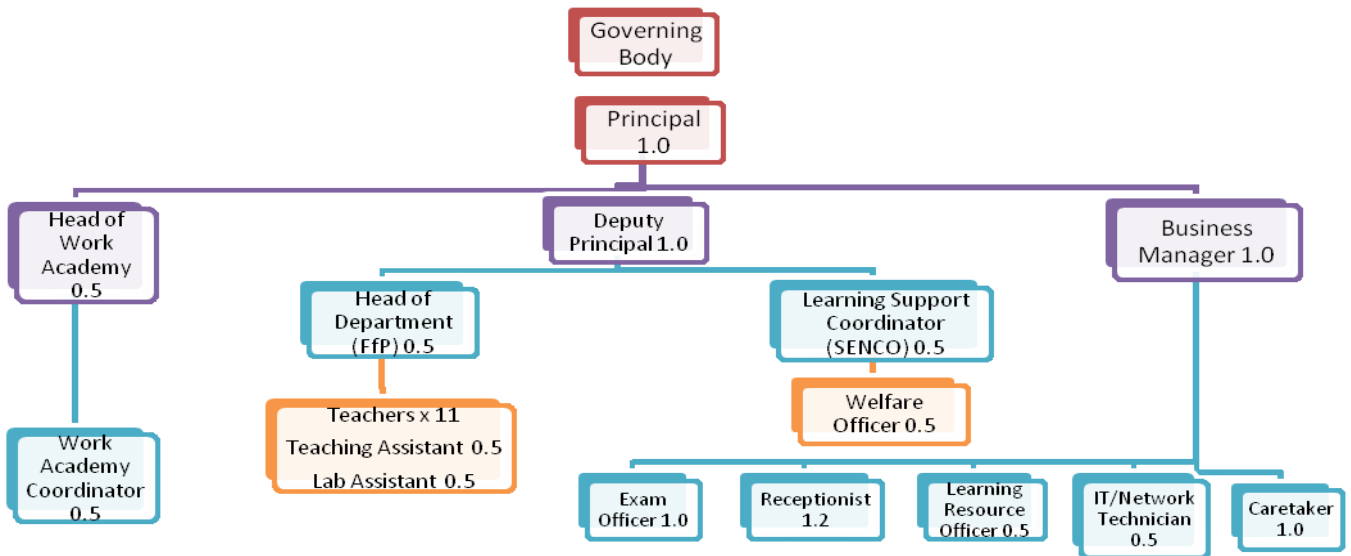 Governing
Body
Principal
1.0
Head of
Work
Academy
0.5
Deputy
Principal 1.0
Business
Manager 1.0
Head of
Department
(FfP) 0.5
Learning Support
Coordinator
(SENCO) 0.5
Teachers x 11
Teaching Assistant 0.5
Lab Assistant 0.5
Welfare
Officer 0.5
Work
Academy
Coordinator
0.5
Exam
Officer 1.0
Receptionist
1.2
Learning
Resource
Officer 0.5
IT/Network
Technician
0.5
Caretaker
1.0